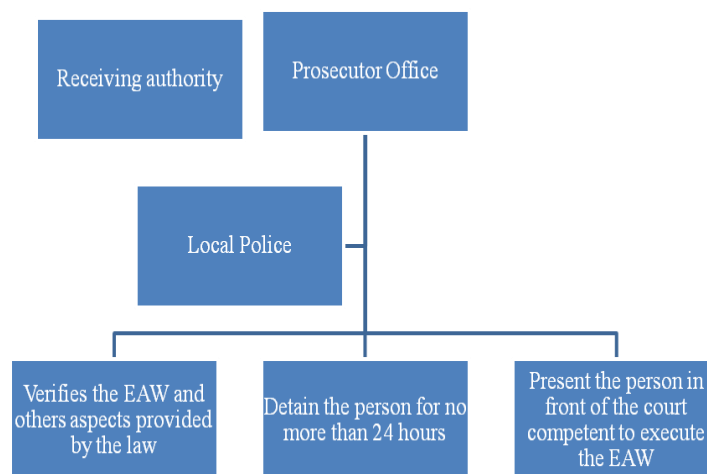 Receiving authority
Prosecutor Office
Local Police
Verifies the EAW and
others aspects provided
by the law
Detain the person for no
more than 24 hours
Present the person in
front of the court
competent to execute
the EAW